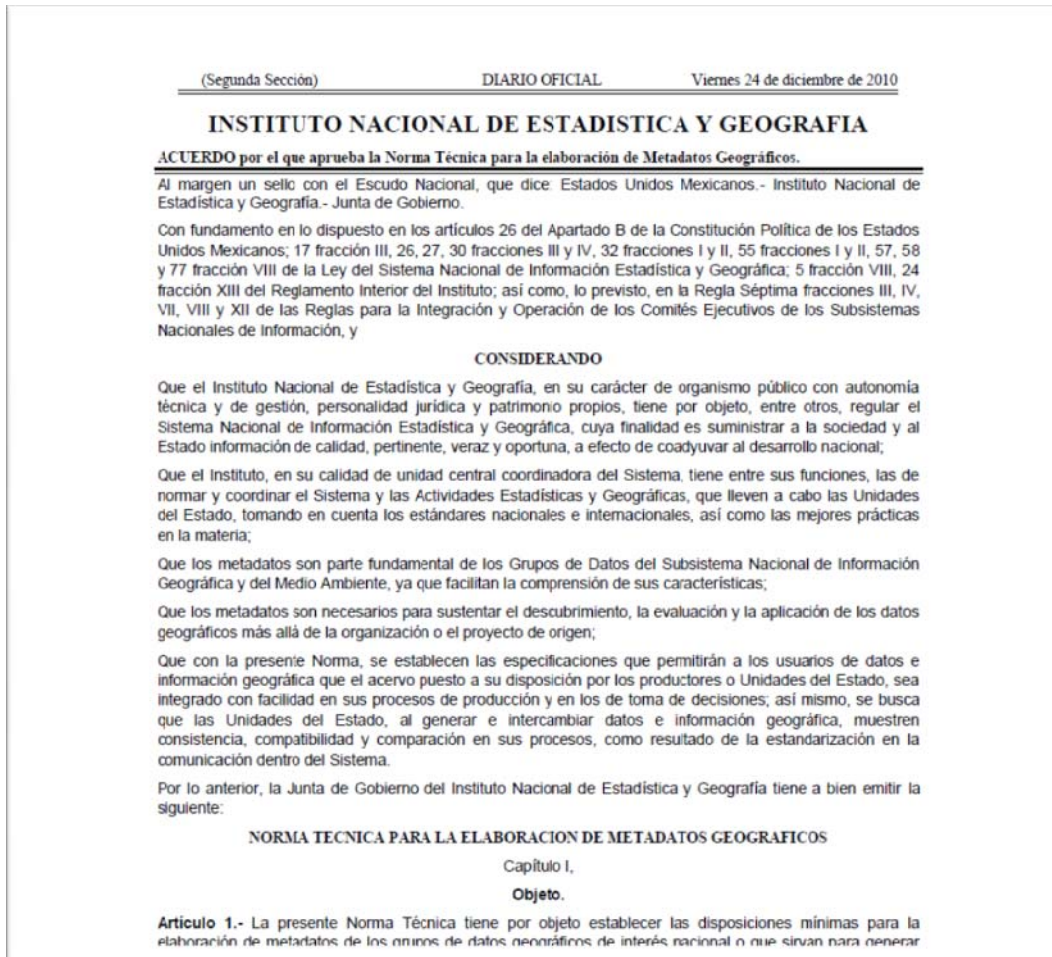 (Segunda Sección) DIARIO OFICIAL Viernes 24 de diciembre de 2010
INSTITUTO NACIONAL DE ESTADISTICA Y GEOGRAFIA
ACUERDO por el que aprueba la Norma Técnica para la elaboración de Metadatos Geográficos.
Al margen un sello con el Escudo Nacional, que dice: Estados Unidos Mexicanos.- Instituto Nacional de
Estadística y Geografía.- Junta de Gobierno.
Con fundamento en lo dispuesto en los artículos 26 del Apartado B de la Constitución Política de los Estados
Unidos Mexicanos; 17 fracción III, 26, 27, 30 fracciones III y IV, 32 fracciones I y II, 55 fracciones I y II, 57, 58
y 77 fracción VIII de la Ley del Sistema Nacional de Información Estadística y Geográfica; 5 fracción VIII, 24
fracción XIII del Reglamento Interior del Instituto; así como, lo previsto, en la Regla Séptima fracciones III, IV,
VII, VIII y XII de las Reglas para la Integración y Operación de los Comités Ejecutivos de los Subsistemas
Nacionales de Información, y
CONSIDERANDO
Que el Instituto Nacional de Estadística y Geografía, en su carácter de organismo público con autonomía
técnica y de gestión, personalidad jurídica y patrimonio propios, tiene por objeto, entre otros, regular el
Sistema Nacional de Información Estadística y Geográfica, cuya finalidad es suministrar a la sociedad y al
Estado información de calidad, pertinente, veraz y oportuna, a efecto de coadyuvar al desarrollo nacional;
Que el Instituto, en su calidad de unidad central coordinadora del Sistema, tiene entre sus funciones, las de
normar y coordinar el Sistema y las Actividades Estadísticas y Geográficas, que lleven a cabo las Unidades
del Estado, tomando en cuenta los estándares nacionales e internacionales, así como las mejores prácticas
en la materia;
Que los metadatos son parte fundamental de los Grupos de Datos del Subsistema Nacional de Información
Geográfica y del Medio Ambiente, ya que facilitan la comprensión de sus características;
Que los metadatos son necesarios para sustentar el descubrimiento, la evaluación y la aplicación de los datos
geográficos más allá de la organización o el proyecto de origen;
Que con la presente Norma, se establecen las especificaciones que permitirán a los usuarios de datos e
información geográfica que el acervo puesto a su disposición por los productores o Unidades del Estado, sea
integrado con facilidad en sus procesos de producción y en los de toma de decisiones; así mismo, se busca
que las Unidades del Estado, al generar e intercambiar datos e información geográfica, muestren
consistencia, compatibilidad y comparación en sus procesos, como resultado de la estandarización en la
comunicación dentro del Sistema.
Por lo anterior, la Junta de Gobierno del Instituto Nacional de Estadística y Geografía tiene a bien emitir la
siguiente:
NORMA TECNICA PARA LA ELABORACION DE METADATOS GEOGRAFICOS
Capítulo I,
Objeto.
Artículo 1.- La presente Norma Técnica tiene por objeto establecer las disposiciones mínimas para la
elaboración de metadatos de los grupos de datos geográficos de interés nacional o que sirvan para generar